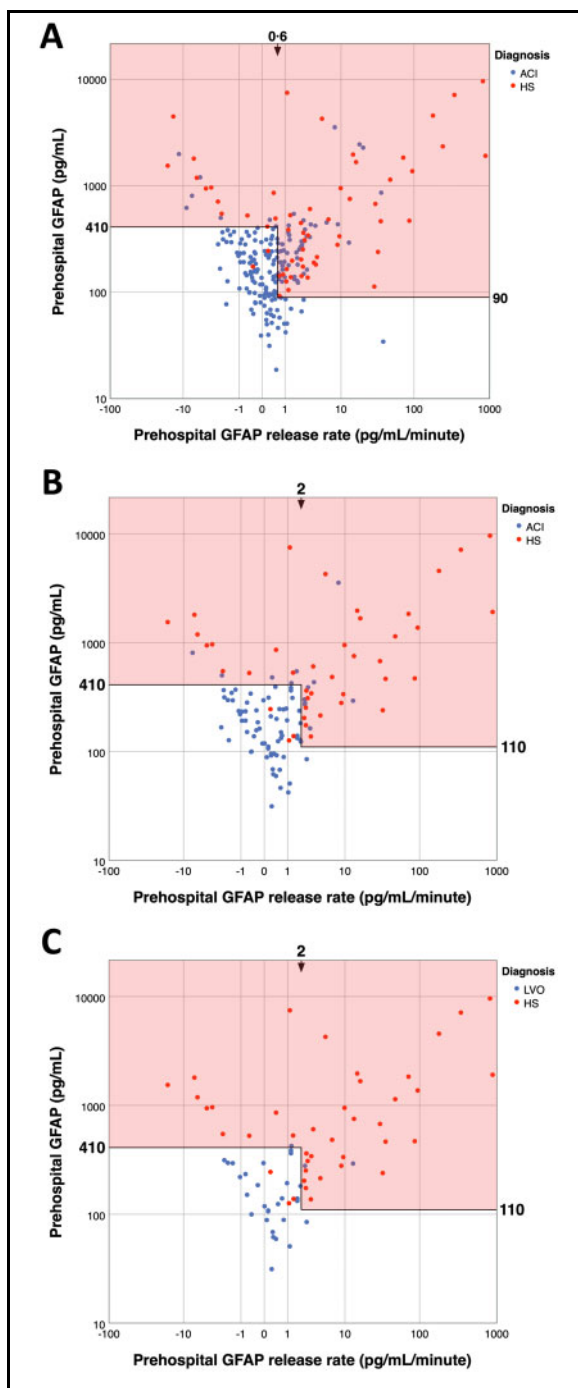 A
0·6
Diagnosis
ACI
HS
Prehospital GFAP (pg/mL)
10000
1000
410
100
90
10
-100
-10
-1
0
1
10
100
1000
Prehospital GFAP release rate (pg/mL/minute)
B
2
Diagnosis
ACI
HS
Prehospital GFAP (pg/mL)
10000
1000
410
100
110
10
-100
-10
-1
0
1
10
100
1000
Prehospital GFAP release rate (pg/mL/minute)
C
2
Diagnosis
LVO
HS
Prehospital GFAP (pg/mL)
10000
1000
410
100
110
10
-100
-10
-1
0
1
10
100
1000
Prehospital GFAP release rate (pg/mL/minute)